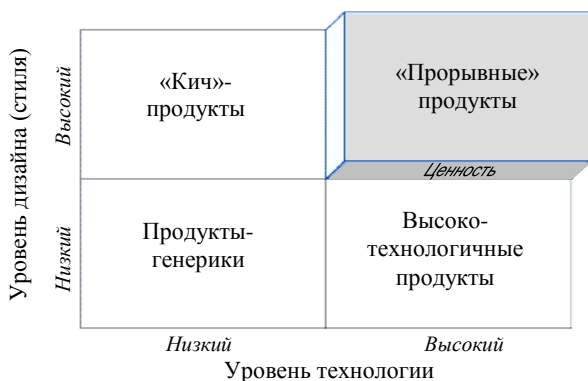 Уровень дизайна (стиля)
Высокий
Низкий
«Кич»-
продукты
«Прорывные»
продукты
Ценность
Продукты-
генерики
Высоко-
технологичные
продукты
Низкий
Высокий
Уровень технологии